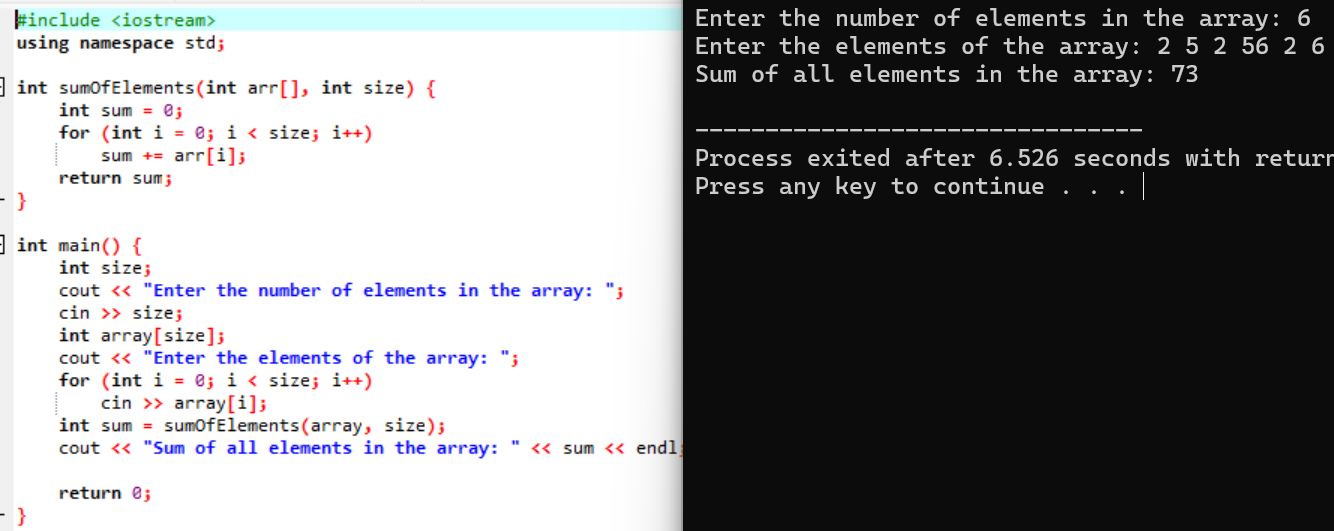 #include <iostream>
using namespace std;

int sumOfElements(int arr[], int size) {
    int sum = 0;
    for (int i = 0; i < size; i++)
        sum += arr[i];
    return sum;
}

int main() {
    int size;
    cout << "Enter the number of elements in the array: ";
    cin >> size;
    int array[size];
    cout << "Enter the elements of the array: ";
    for (int i = 0; i < size; i++)
        cin >> array[i];
    int sum = sumOfElements(array, size);
    cout << "Sum of all elements in the array: " << sum << endl;

    return 0;
}
Enter the number of elements in the array: 6
Enter the elements of the array: 2 5 2 56 2 6
Sum of all elements in the array: 73

--------------------------------
Process exited after 6.526 seconds with return
Press any key to continue . . .